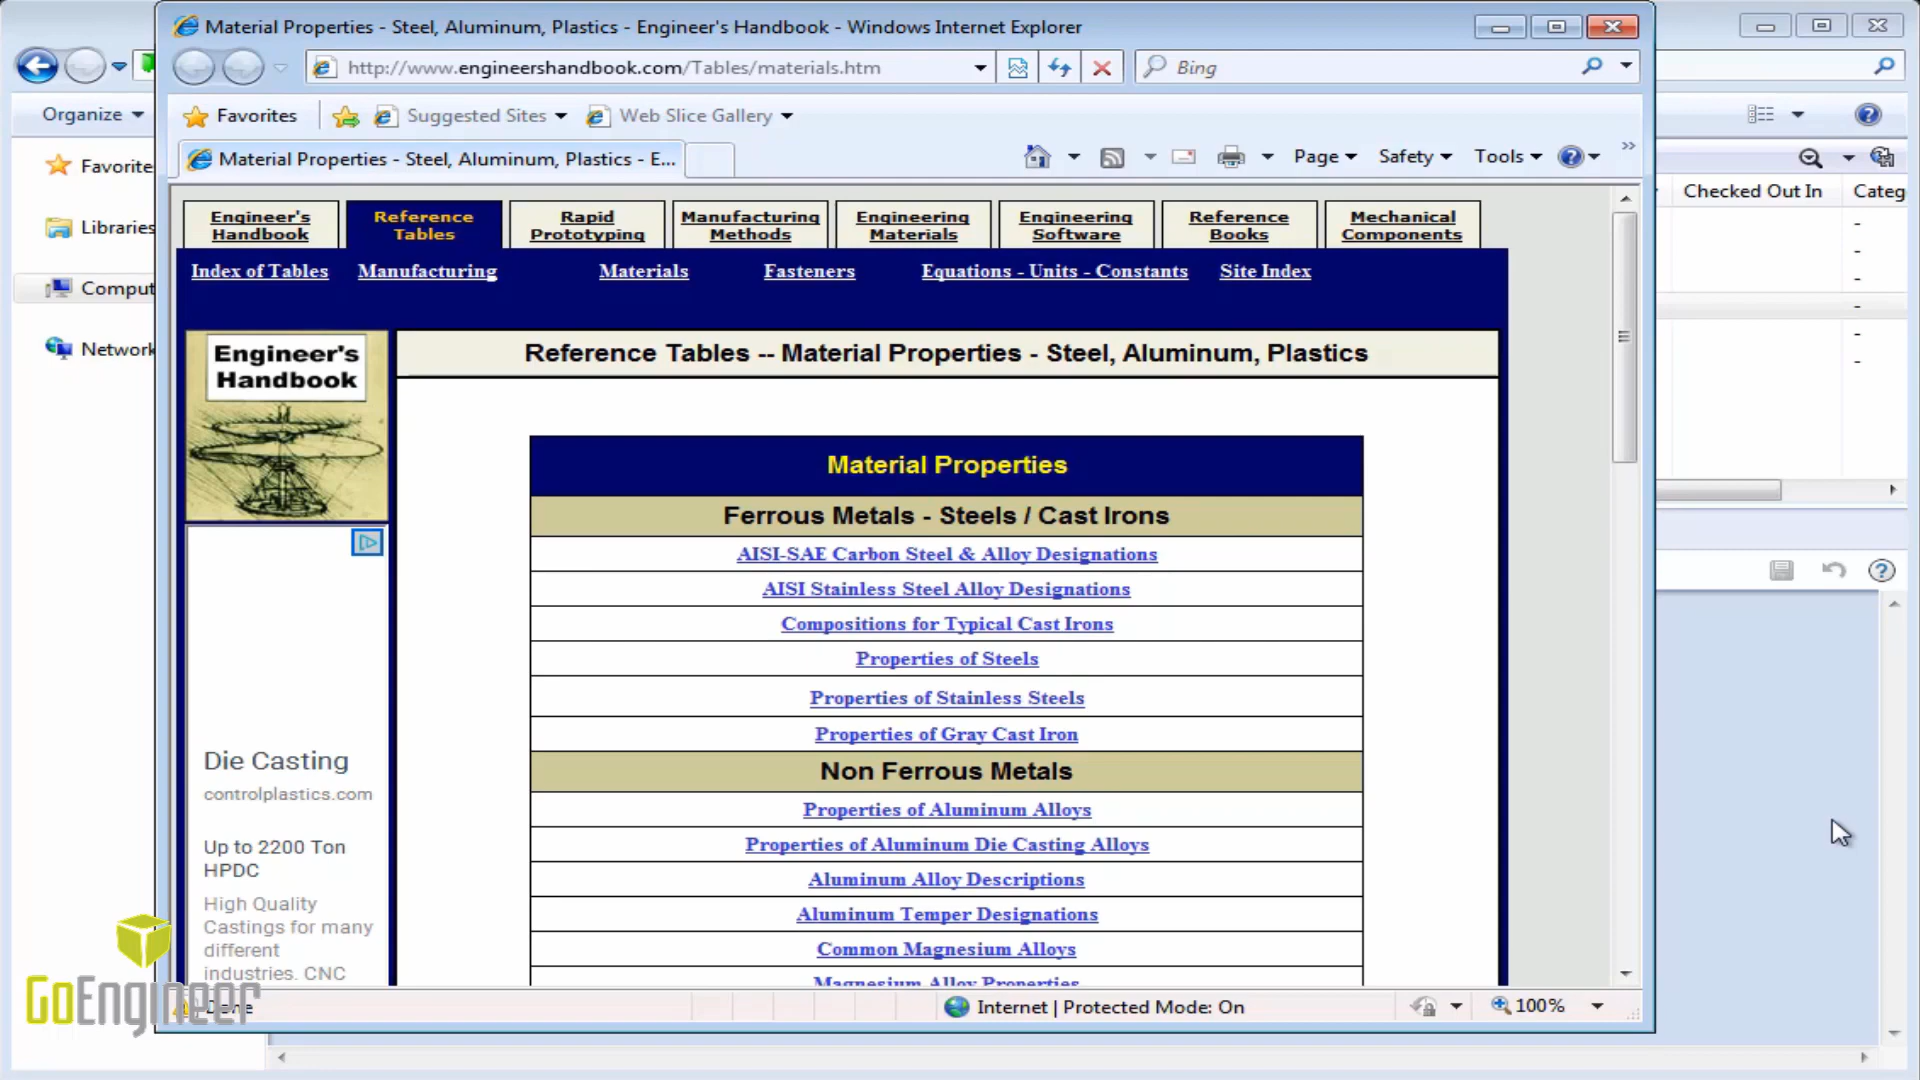 Material Properties - Steel, Aluminum, Plastics - Engineer's Handbook - Windows Internet Explorer
http://www.engineershandbook.com/Tables/materials.htm
Bing
Organize
Favorites
Suggested Sites
Web Slice Gallery
Material Properties - Steel, Aluminum, Plastics - E...
Page
Safety
Tools
Favorite
Libraries
Comput
Network
Checked Out In
Categ
Engineer's
Handbook
Reference
Tables
Rapid
Prototyping
Manufacturing
Methods
Engineering
Materials
Engineering
Software
Reference
Books
Mechanical
Components
Index of Tables
Manufacturing
Materials
Fasteners
Equations - Units - Constants
Site Index
Engineer's
Handbook
Reference Tables -- Material Properties - Steel, Aluminum, Plastics
Material Properties
Ferrous Metals - Steels / Cast Irons
AISI-SAE Carbon Steel & Alloy Designations
AISI Stainless Steel Alloy Designations
Compositions for Typical Cast Irons
Properties of Steels
Properties of Stainless Steels
Properties of Gray Cast Iron
Non Ferrous Metals
Properties of Aluminum Alloys
Properties of Aluminum Die Casting Alloys
Aluminum Alloy Descriptions
Aluminum Temper Designations
Common Magnesium Alloys
Magnesium Alloy Properties
Die Casting
controlplastics.com
Up to 2200 Ton
HPDC
High Quality
Castings for many
different
industries. CNC
GoEngineer
Done
Internet | Protected Mode: On
100%